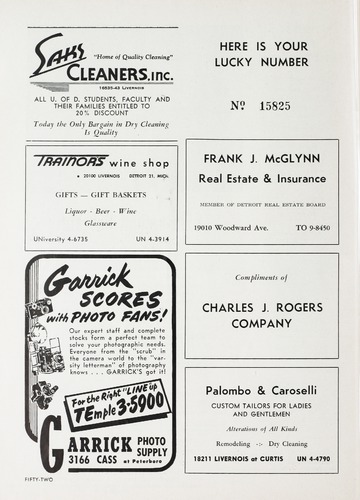 SAKS
"Home of Quality Cleaning"
CLEANERS, INC.
16535-43 LIVERNOIS
ALL U. OF D. STUDENTS, FACULTY AND
THEIR FAMILIES ENTITLED TO
20% DISCOUNT
Today the Only Bargain in Dry Cleaning
Is Quality
HERE IS YOUR
LUCKY NUMBER
No 15825
TRAINORS wine shop
• 20100 LIVERNOIS DETROIT 21, MICH.
GIFTS — GIFT BASKETS
Liquor - Beer - Wine
Glassware
UNiversity 4-6735 UN 4-3914
FRANK J. McGLYNN
Real Estate & Insurance
MEMBER OF DETROIT REAL ESTATE BOARD
19010 Woodward Ave. TO 9-8450
Garrick
SCORES
with PHOTO FANS!
Our expert staff and complete
stocks form a perfect team to
solve your photographic needs.
Everyone from the "scrub" in
the camera world to the "var-
sity letterman" of photography
knows . . . GARRICK'S got it!
For the Right "LINE up
TEmple 3-5900
GARRICK PHOTO
SUPPLY
3166 CASS at Peterboro
Compliments of
CHARLES J. ROGERS
COMPANY
Palombo & Caroselli
CUSTOM TAILORS FOR LADIES
AND GENTLEMEN
Alterations of All Kinds
Remodeling -:- Dry Cleaning
18211 LIVERNOIS at CURTIS UN 4-4790
FIFTY-TWO